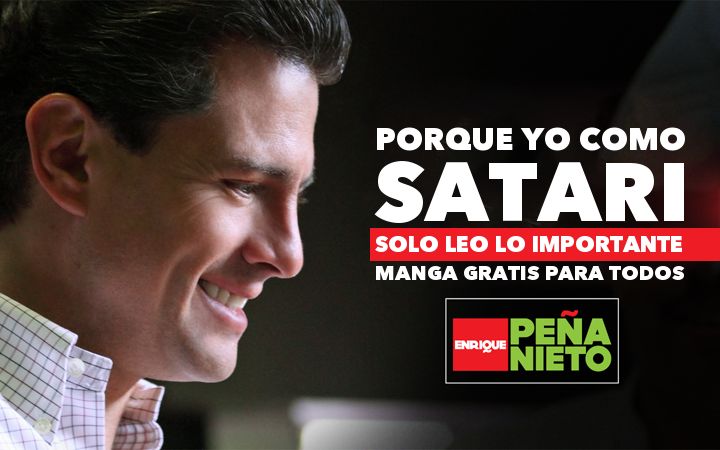 PORQUE YO COMO
SATARI
SOLO LEO LO IMPORTANTE
MANGA GRATIS PARA TODOS
ENRIQUE
PEÑA
NIETO